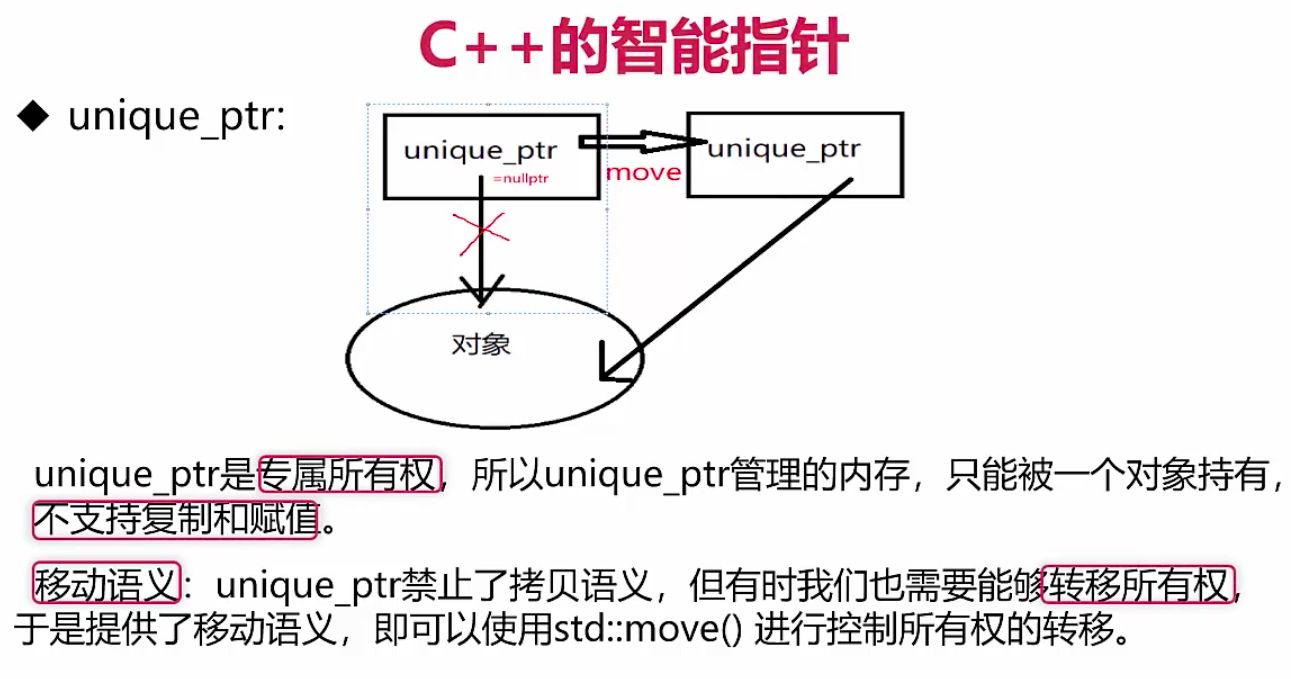 C++的智能指针
◆ unique_ptr:
unique_ptr
=nullptr
move
unique_ptr
对象
unique_ptr是专属所有权，所以unique_ptr管理的内存，只能被一个对象持有，
不支持复制和赋值。
移动语义：unique_ptr禁止了拷贝语义，但有时我们也需要能够转移所有权，
于是提供了移动语义，即可以使用std::move() 进行控制所有权的转移。